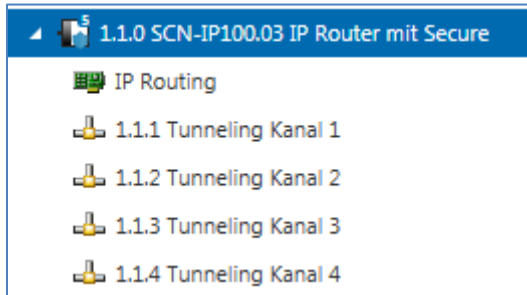 5
1.1.0 SCN-IP100.03 IP Router mit Secure
IP Routing
1.1.1 Tunneling Kanal 1
1.1.2 Tunneling Kanal 2
1.1.3 Tunneling Kanal 3
1.1.4 Tunneling Kanal 4